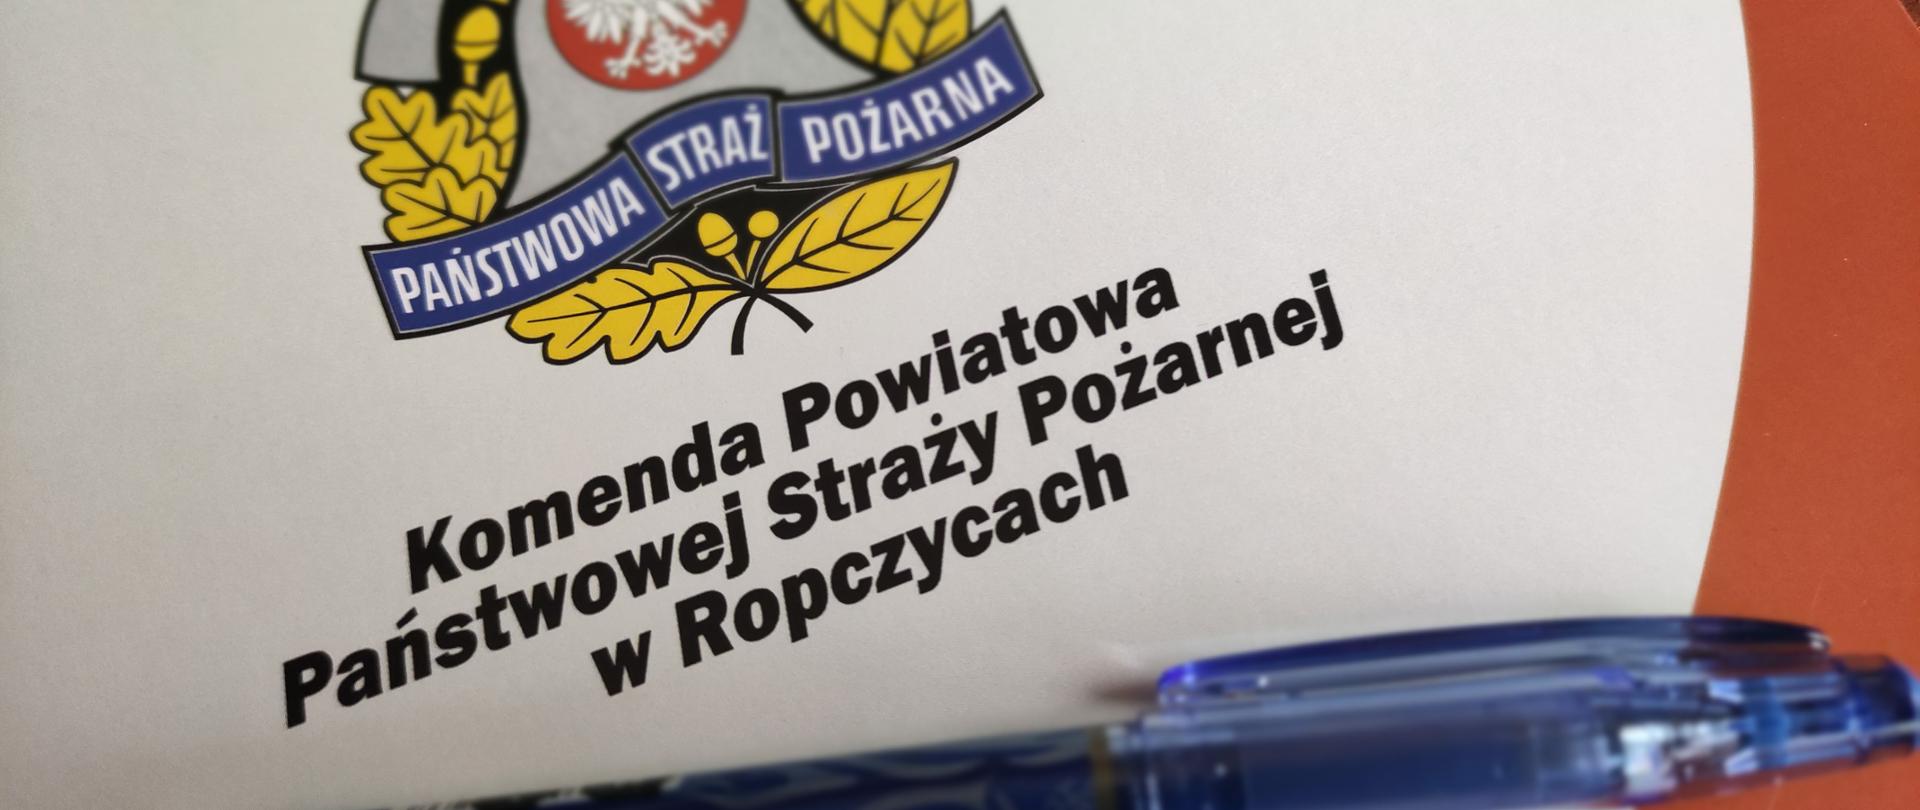 PAŃSTWOWA STRAŻ POŻARNA
Komenda Powiatowa
Państwowej Straży Pożarnej
w Ropczycach